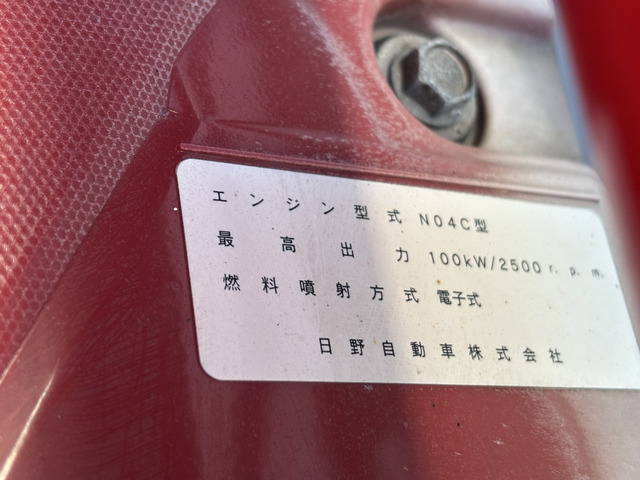 エンジン型式 N04C型
最高出力 100kW/2500 r.p.m.
燃料噴射方式 電子式
日野自動車株式会社